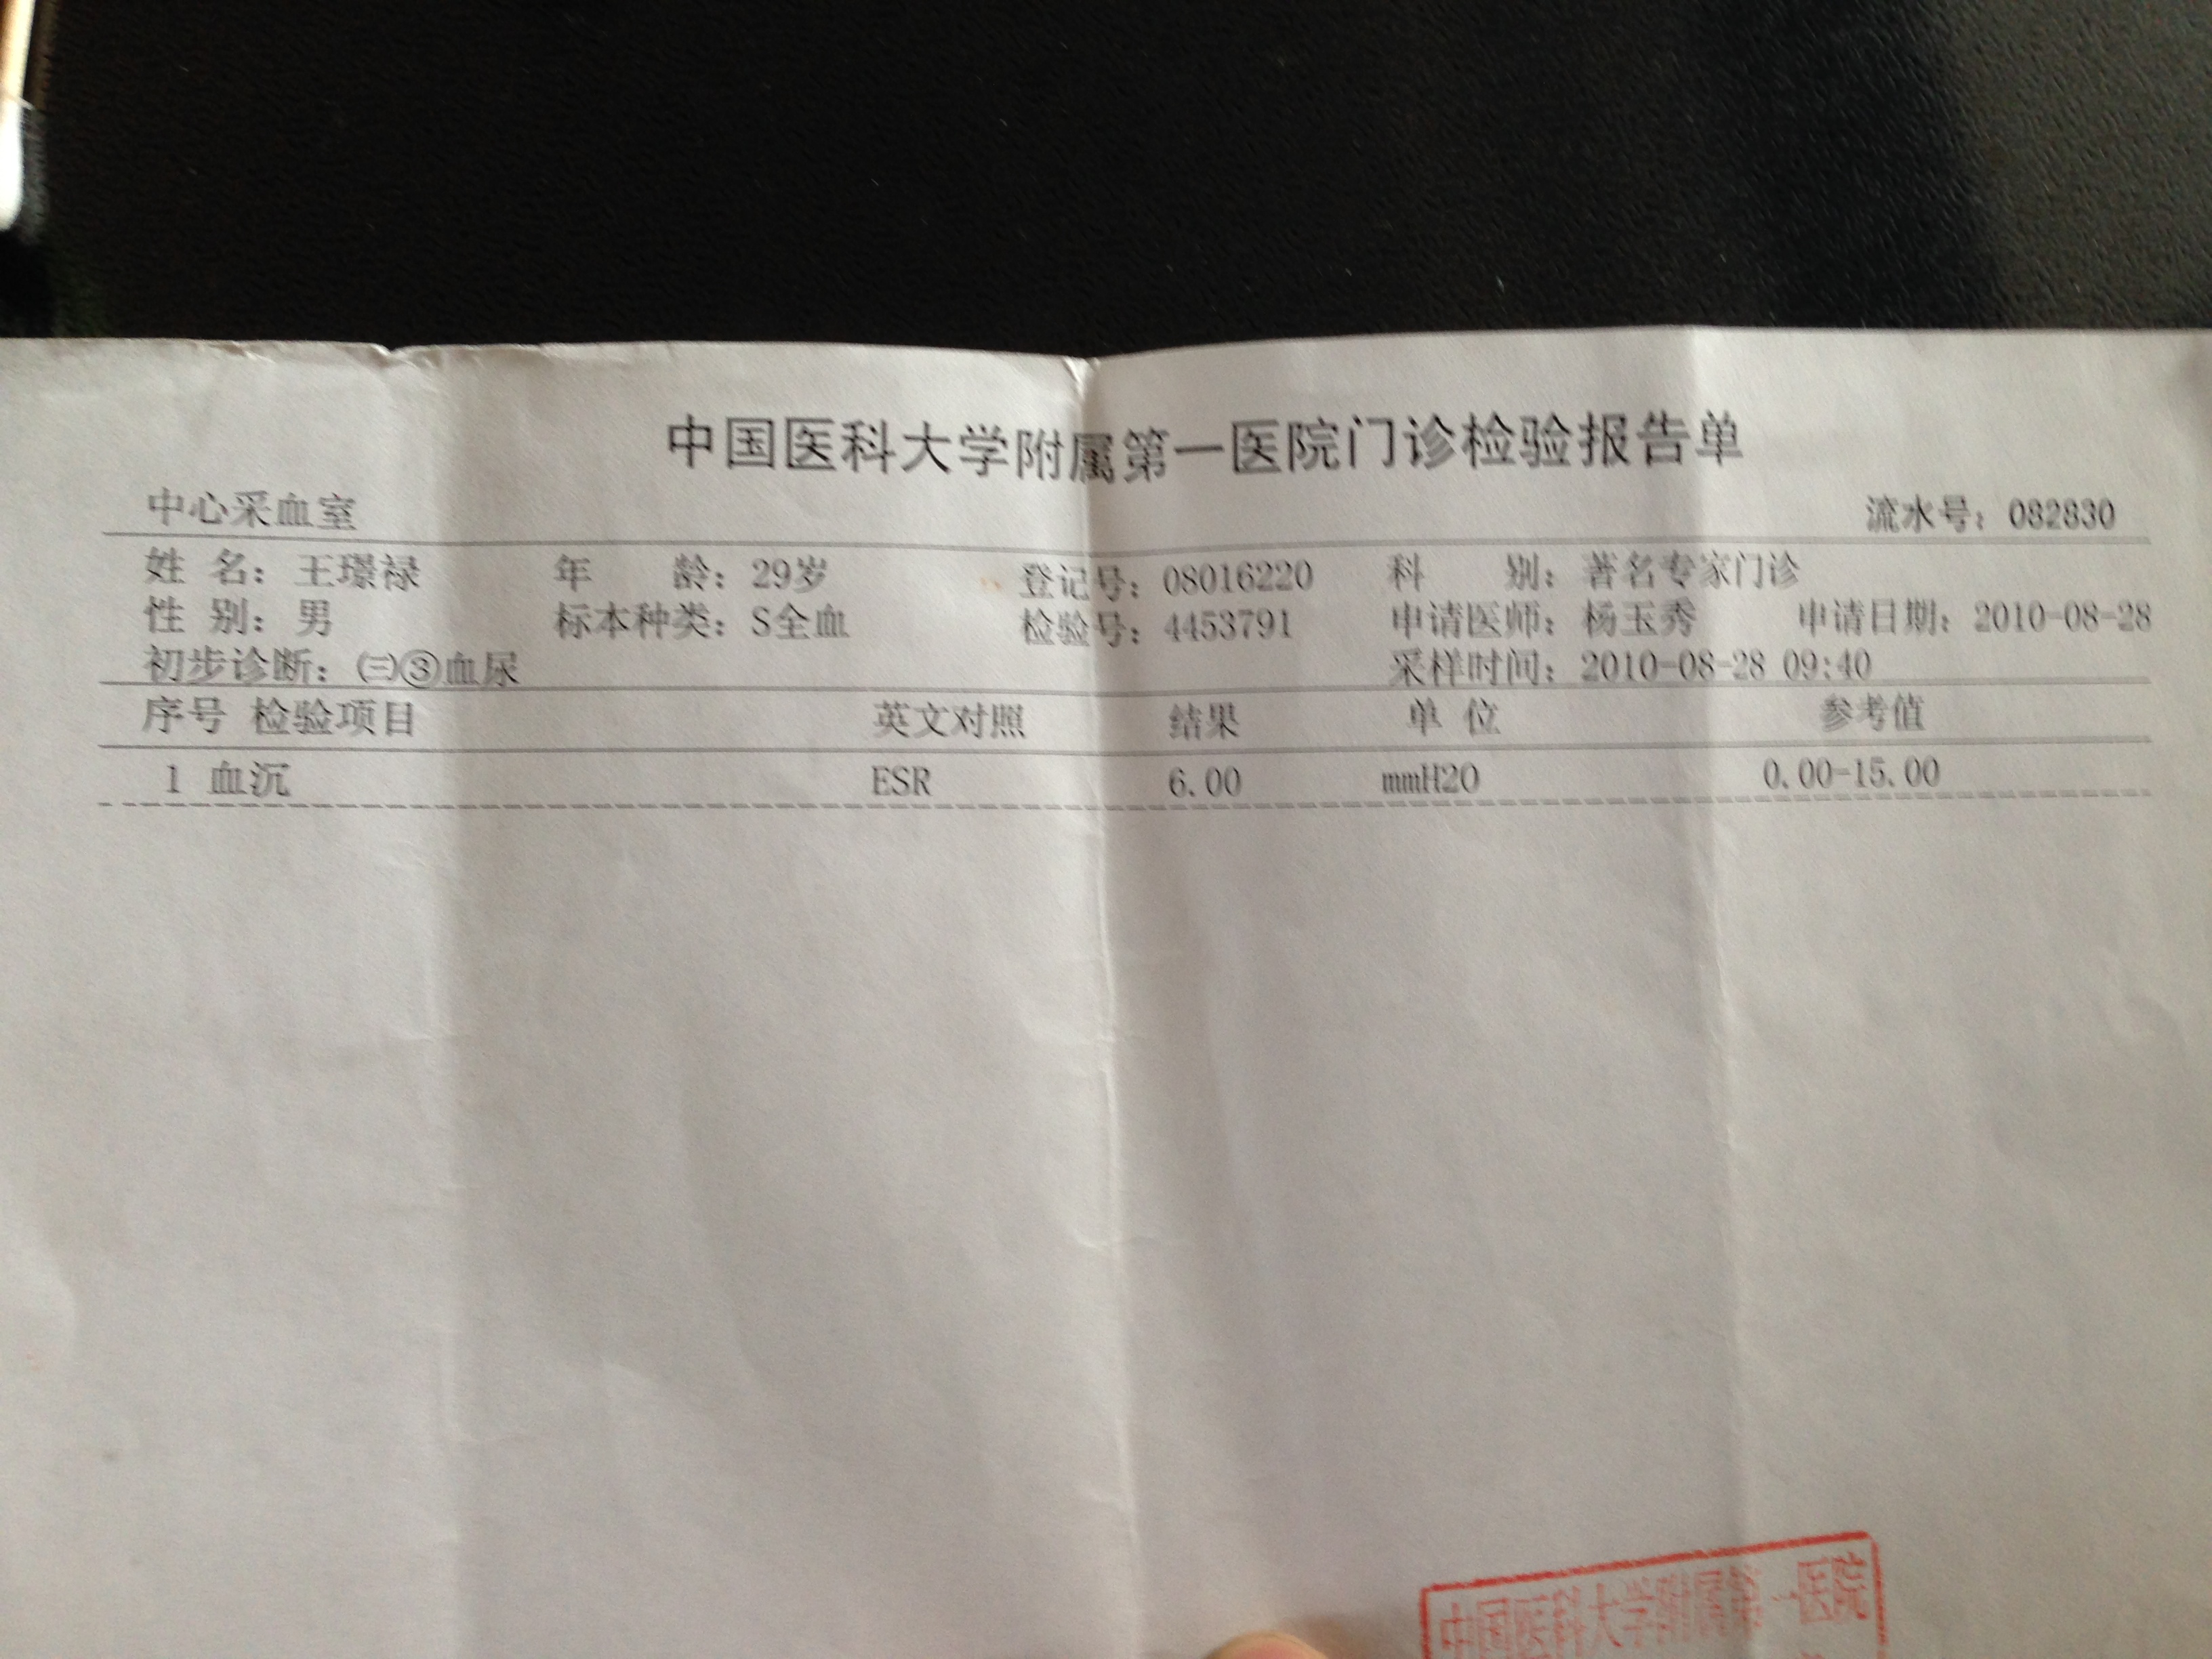 中国医科大学附属第一医院门诊检验报告单
中心采血室 流水号：082830
姓 名：王璟禄 年 龄：29岁 登记号：08016220 科 别：著名专家门诊
性 别：男 标本种类：S全血 检验号：4453791 申请医师：杨玉秀 申请日期：2010-08-28
初步诊断：㈢③血尿 采样时间：2010-08-28 09:40
序号 检验项目 英文对照 结果 单 位 参考值
1 血沉 ESR 6.00 mmH2O 0.00-15.00
中国医科大学附属第一医院